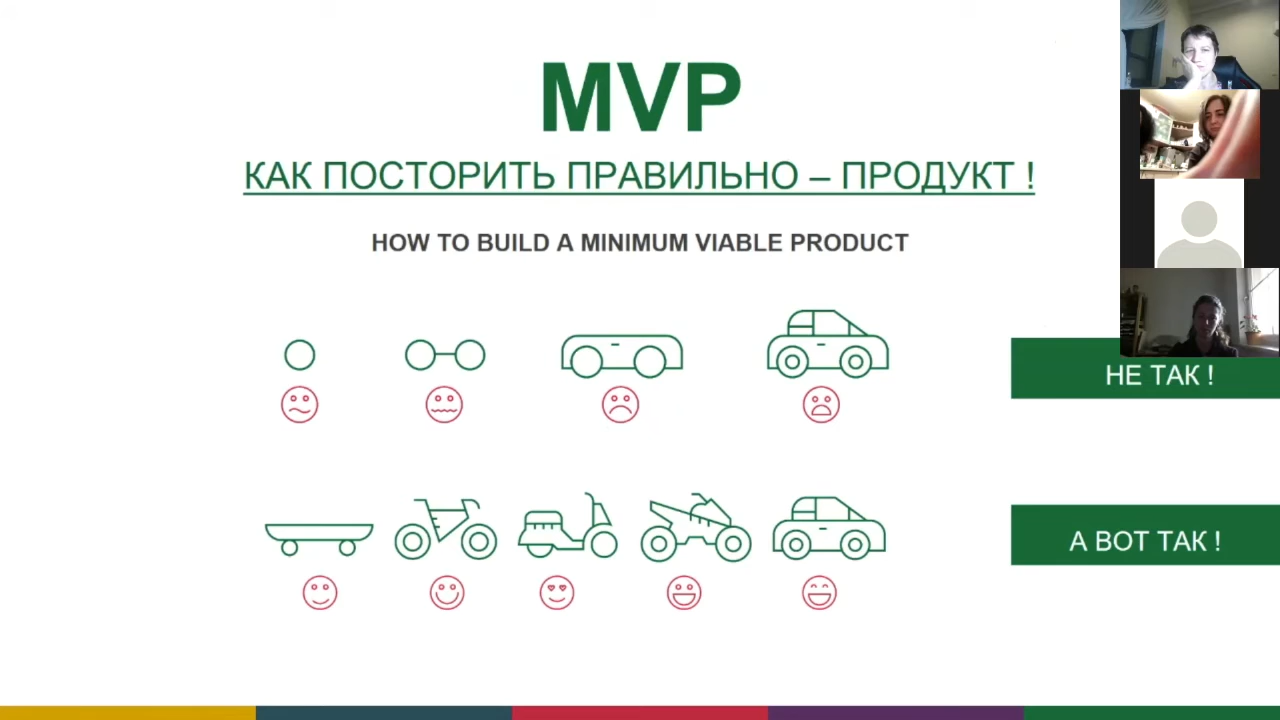 MVP
КАК ПОСТОРИТЬ ПРАВИЛЬНО – ПРОДУКТ !
HOW TO BUILD A MINIMUM VIABLE PRODUCT
НЕ ТАК !
А ВОТ ТАК !